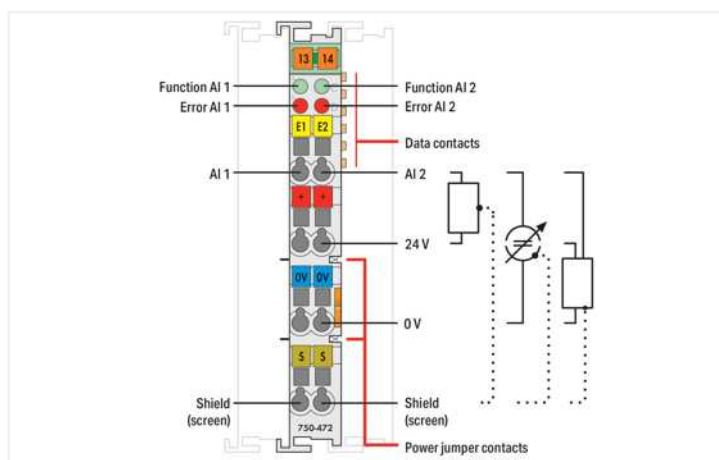 13 14
Function AI 1
Function AI 2
Error AI 1
Error AI 2
E1 E2
Data contacts
AI 1
AI 2
+ +
24 V
0V 0V
0 V
S S
Shield
(screen)
Shield
(screen)
750-472
Power jumper contacts